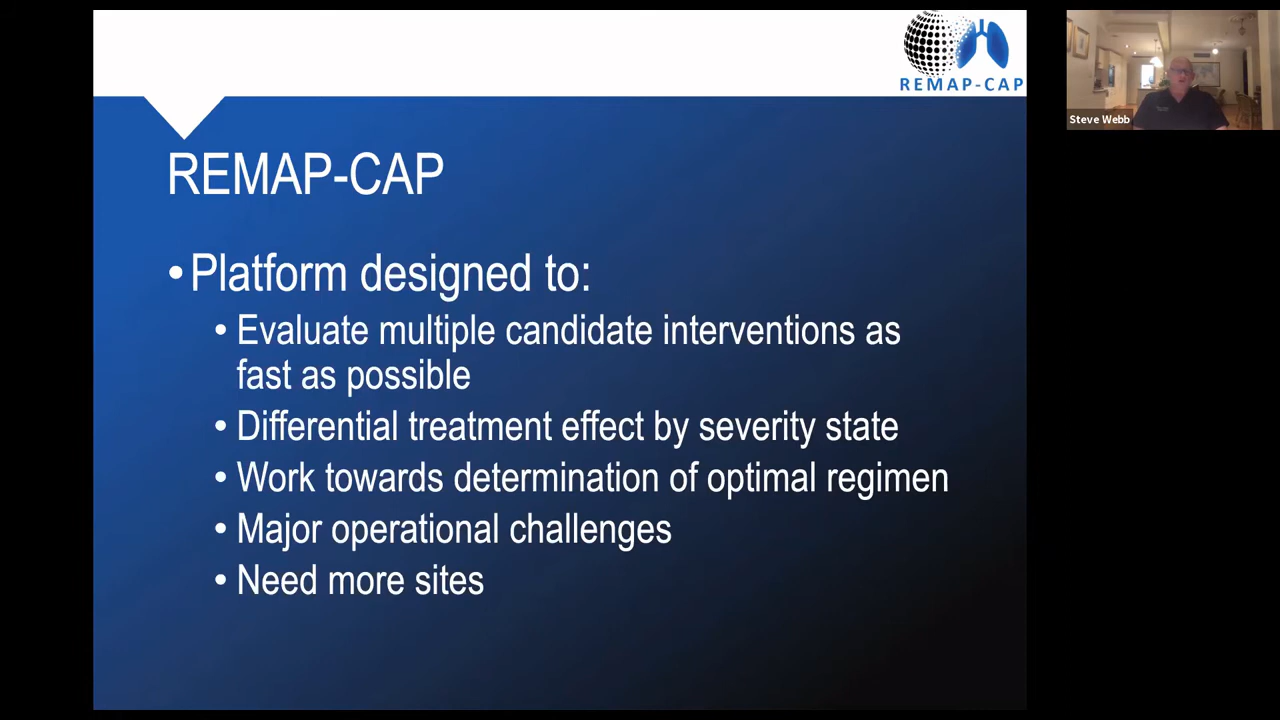 REMAP-CAP
Steve Webb
REMAP-CAP
•Platform designed to:
• Evaluate multiple candidate interventions as
fast as possible
• Differential treatment effect by severity state
• Work towards determination of optimal regimen
• Major operational challenges
• Need more sites